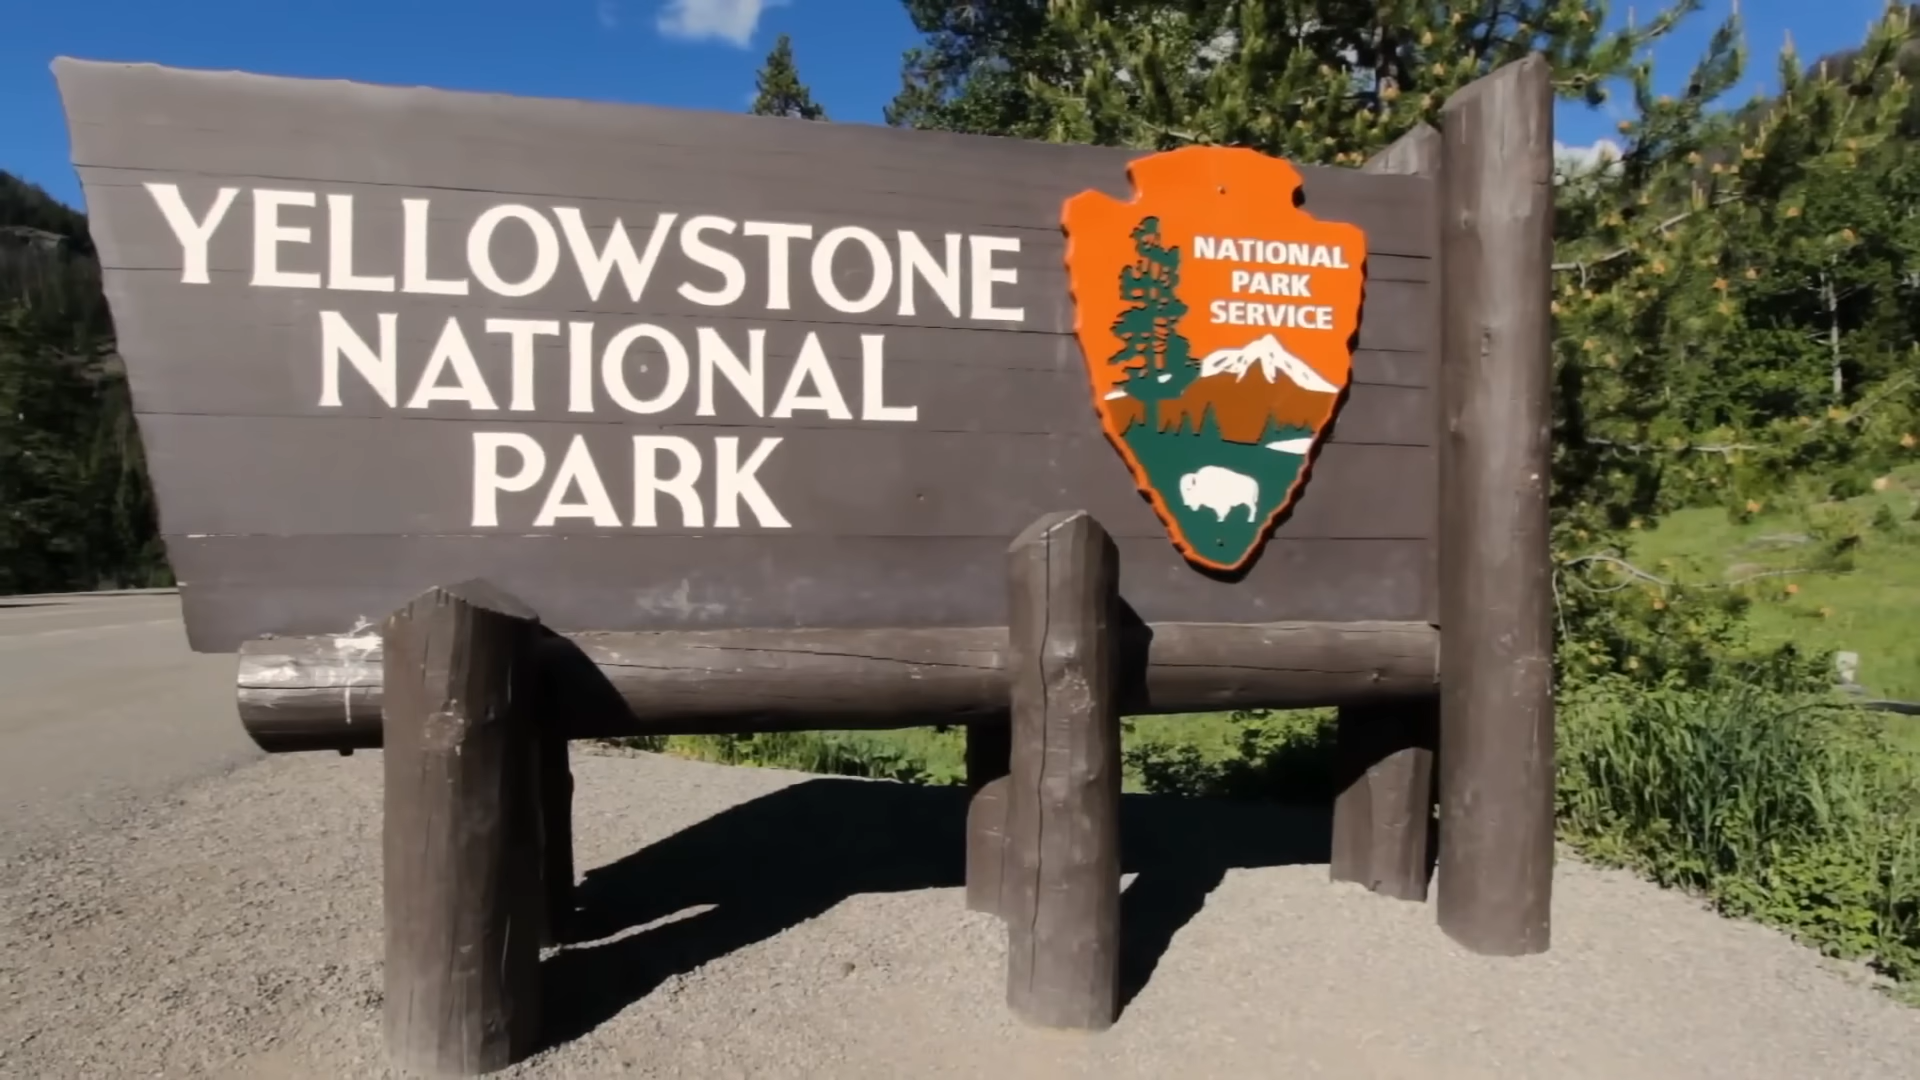 YELLOWSTONE
NATIONAL
PARK
NATIONAL
PARK
SERVICE